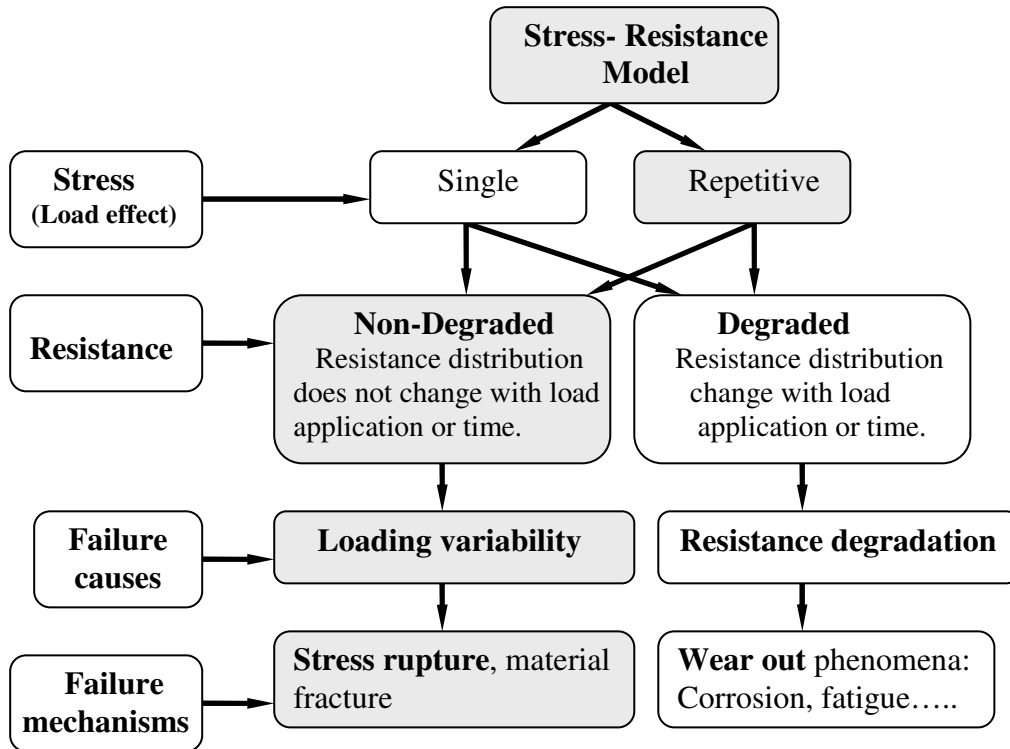 Stress- Resistance
Model
Stress
(Load effect)
Single
Repetitive
Resistance
Non-Degraded
Resistance distribution
does not change with load
application or time.
Degraded
Resistance distribution
change with load
application or time.
Failure
causes
Loading variability
Resistance degradation
Failure
mechanisms
Stress rupture, material
fracture
Wear out phenomena:
Corrosion, fatigue…..